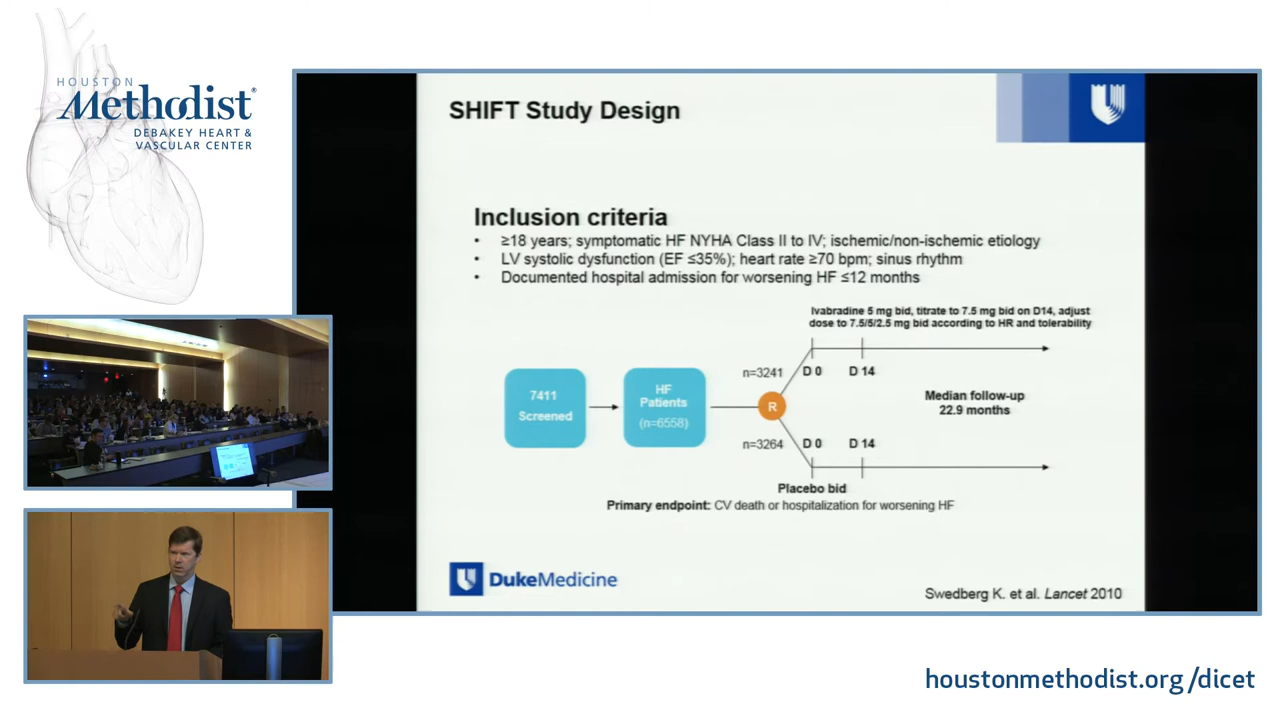 HOUSTON
Methodist®
DEBAKEY HEART &
VASCULAR CENTER
SHIFT Study Design
Inclusion criteria
• ≥18 years; symptomatic HF NYHA Class II to IV; ischemic/non-ischemic etiology
• LV systolic dysfunction (EF ≤35%); heart rate ≥70 bpm; sinus rhythm
• Documented hospital admission for worsening HF ≤12 months
Ivabradine 5 mg bid, titrate to 7.5 mg bid on D14, adjust
dose to 7.5/5/2.5 mg bid according to HR and tolerability
7411
Screened
HF
Patients
(n=6558)
R
n=3241
D 0
D 14
Median follow-up
22.9 months
n=3264
D 0
D 14
Placebo bid
Primary endpoint: CV death or hospitalization for worsening HF
DukeMedicine
Swedberg K. et al. Lancet 2010
houstonmethodist.org/dicet